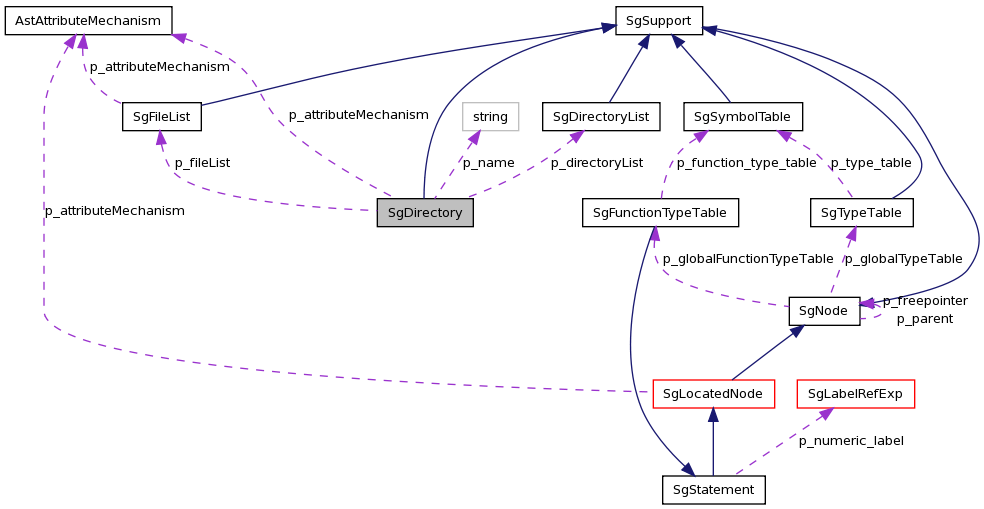 AstAttributeMechanism
SgSupport
p_attributeMechanism
SgFileList
p_attributeMechanism
string
SgDirectoryList
SgSymbolTable
p_fileList
p_name
p_directoryList
p_function_type_table
p_type_table
p_attributeMechanism
SgDirectory
SgFunctionTypeTable
SgTypeTable
p_globalFunctionTypeTable
p_globalTypeTable
SgNode
p_freepointer
p_parent
SgLocatedNode
SgLabelRefExp
p_numeric_label
SgStatement